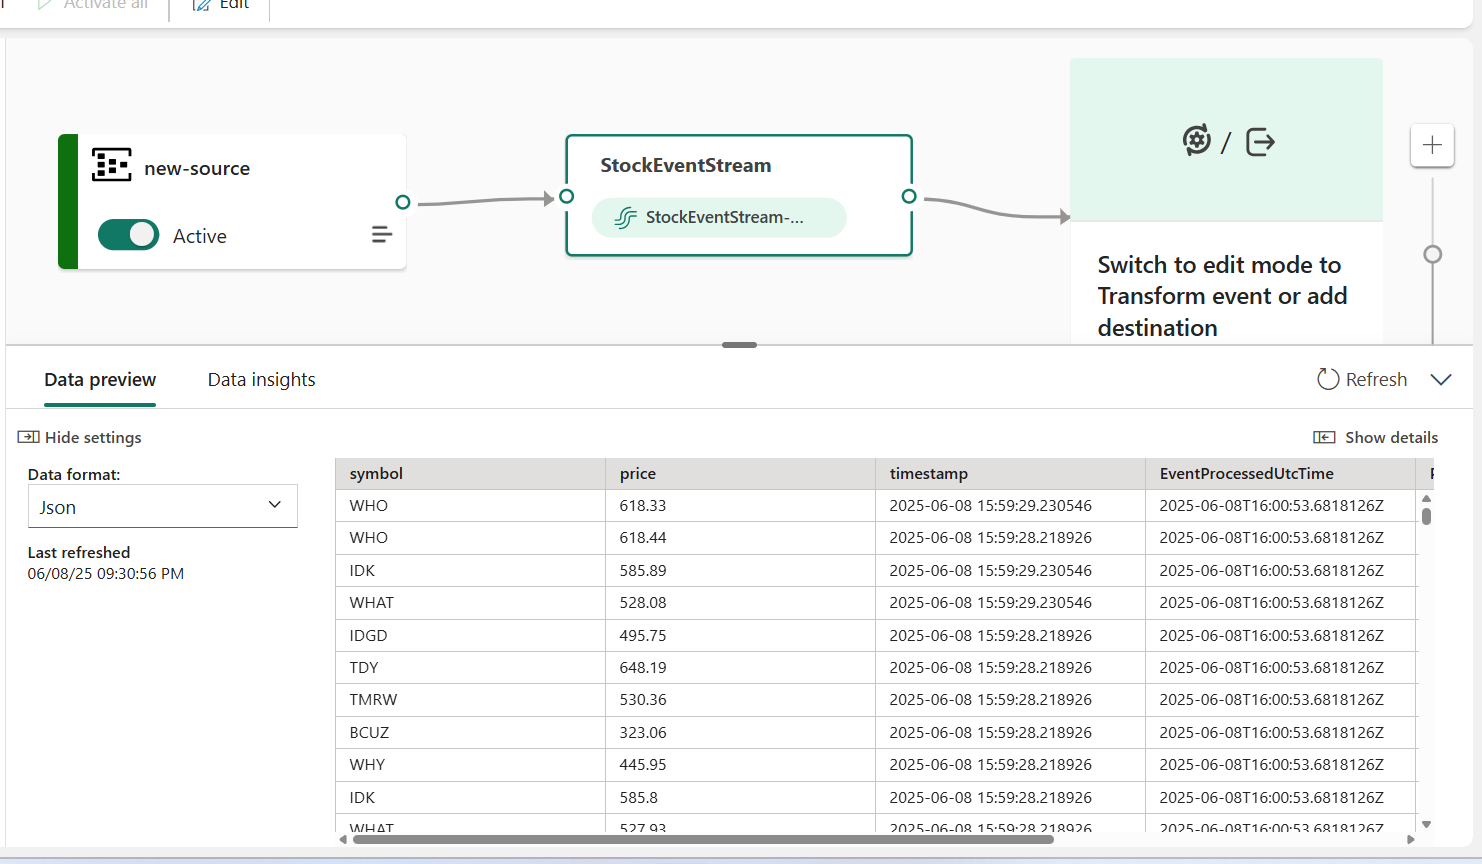 Activate all
Edit
new-source
Active
StockEventStream
StockEventStream-...
/
Switch to edit mode to
Transform event or add
destination
Data preview
Data insights
Refresh
Hide settings
Show details
Data format:
Json
Last refreshed
06/08/25 09:30:56 PM
symbol price timestamp EventProcessedUtcTime
WHO 618.33 2025-06-08 15:59:29.230546 2025-06-08T16:00:53.6818126Z
WHO 618.44 2025-06-08 15:59:28.218926 2025-06-08T16:00:53.6818126Z
IDK 585.89 2025-06-08 15:59:29.230546 2025-06-08T16:00:53.6818126Z
WHAT 528.08 2025-06-08 15:59:29.230546 2025-06-08T16:00:53.6818126Z
IDGD 495.75 2025-06-08 15:59:28.218926 2025-06-08T16:00:53.6818126Z
TDY 648.19 2025-06-08 15:59:28.218926 2025-06-08T16:00:53.6818126Z
TMRW 530.36 2025-06-08 15:59:28.218926 2025-06-08T16:00:53.6818126Z
BCUZ 323.06 2025-06-08 15:59:28.218926 2025-06-08T16:00:53.6818126Z
WHY 445.95 2025-06-08 15:59:28.218926 2025-06-08T16:00:53.6818126Z
IDK 585.8 2025-06-08 15:59:28.218926 2025-06-08T16:00:53.6818126Z
WHAT 527.93 2025-06-08 15:59:28.218926 2025-06-08T16:00:53.6818126Z